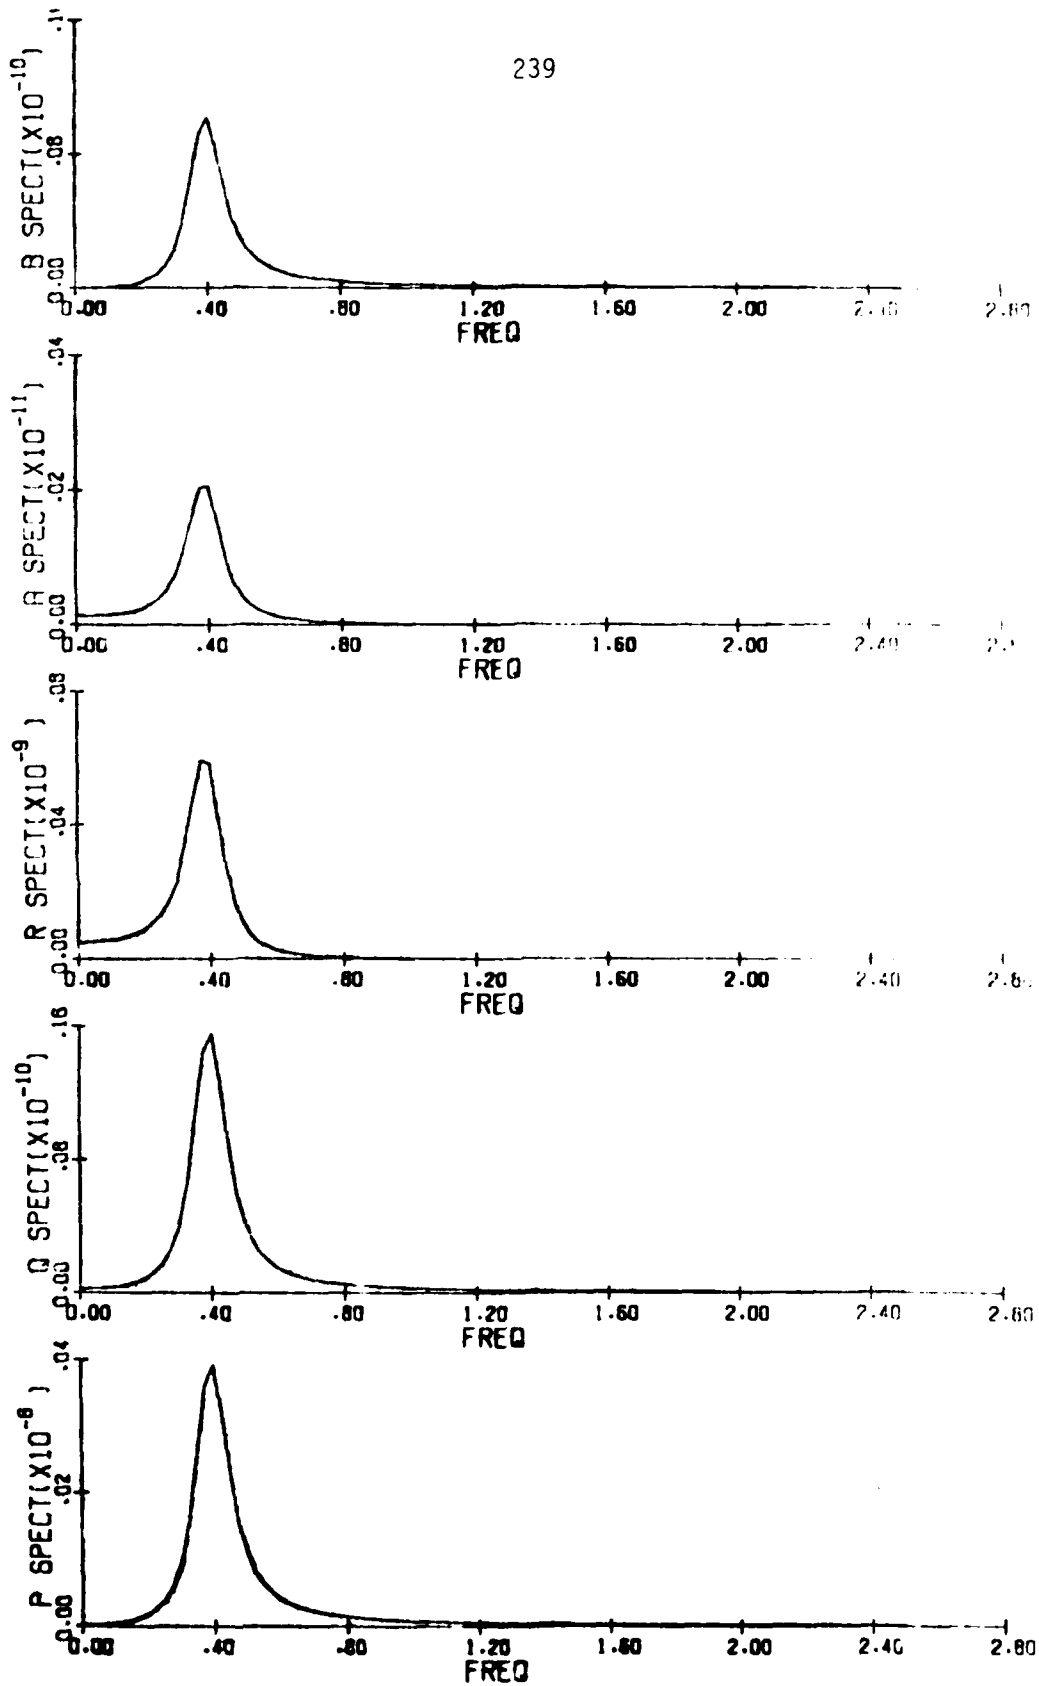 239
B SPECT(X10⁻¹⁰)
0.00 .08
0.00 .40 .80 1.20 1.60 2.00 2.40 2.80
FREQ
A SPECT(X10⁻¹¹)
0.00 .02 .04
0.00 .40 .80 1.20 1.60 2.00 2.40
FREQ
R SPECT(X10⁻⁹)
0.00 .04 .08
0.00 .40 .80 1.20 1.60 2.00 2.40 2.8
FREQ
Q SPECT(X10⁻¹⁰)
0.00 .08 .16
0.00 .40 .80 1.20 1.60 2.00 2.40 2.80
FREQ
P SPECT(X10⁻⁸)
0.00 .02 .04
0.00 .40 .80 1.20 1.60 2.00 2.40 2.80
FREQ